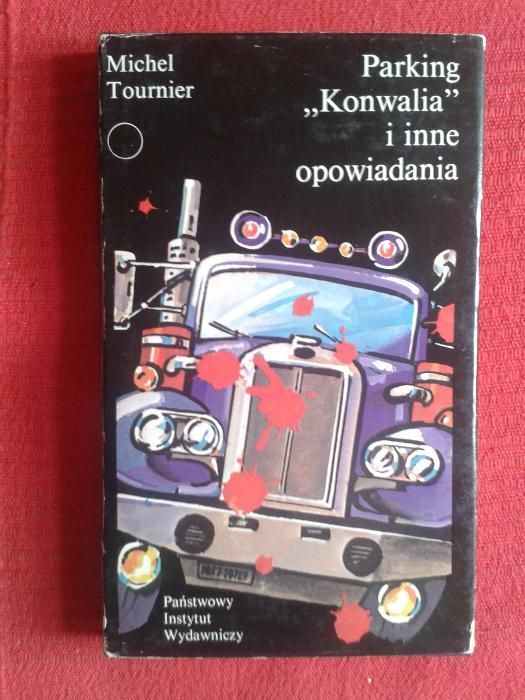 Michel
Tournier
Parking
„Konwalia”
i inne
opowiadania
Państwowy
Instytut
Wydawniczy